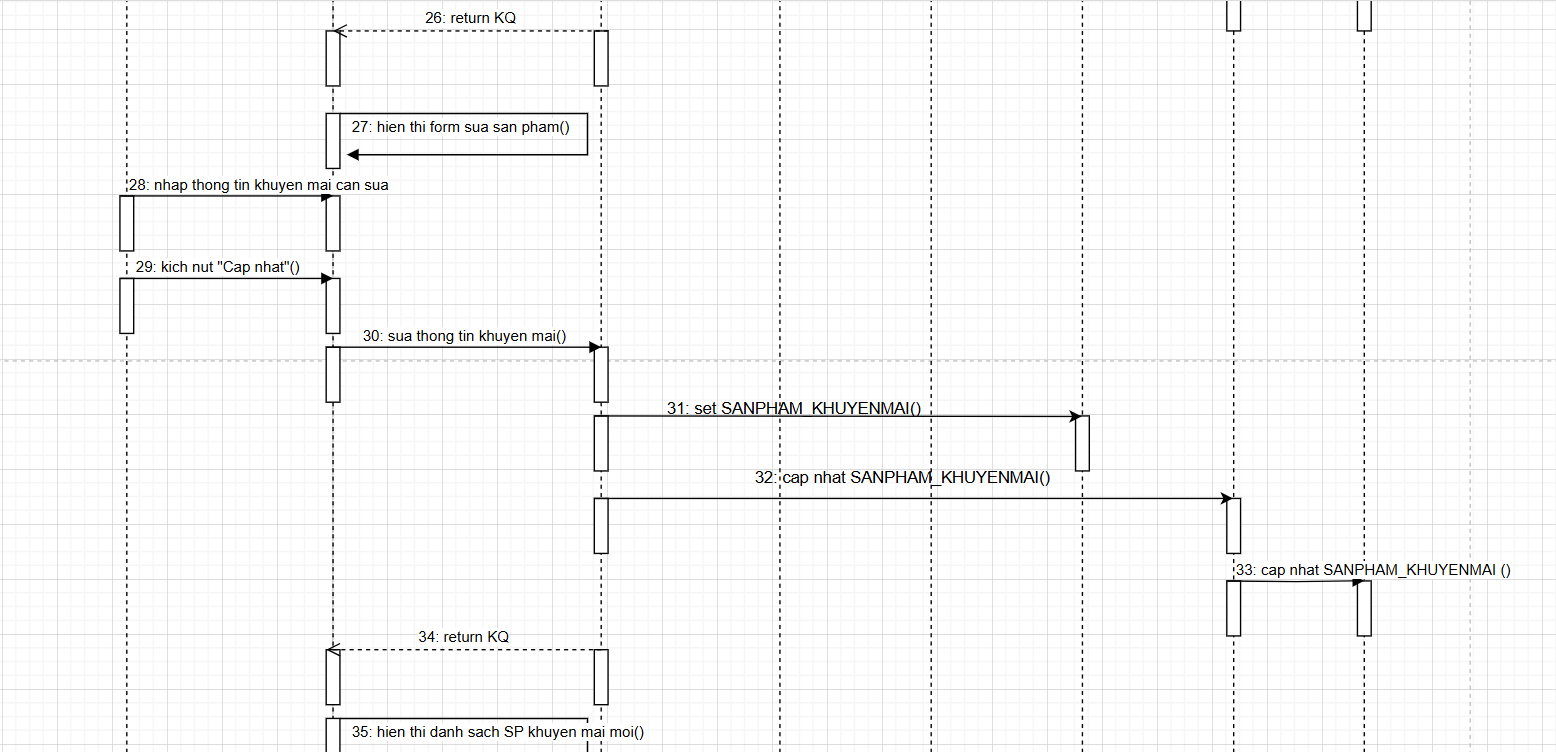 26: return KQ
27: hien thi form sua san pham()
28: nhap thong tin khuyen mai can sua
29: kich nut "Cap nhat"()
30: sua thong tin khuyen mai()
31: set SANPHAM_KHUYENMAI()
32: cap nhat SANPHAM_KHUYENMAI()
33: cap nhat SANPHAM_KHUYENMAI ()
34: return KQ
35: hien thi danh sach SP khuyen mai moi()